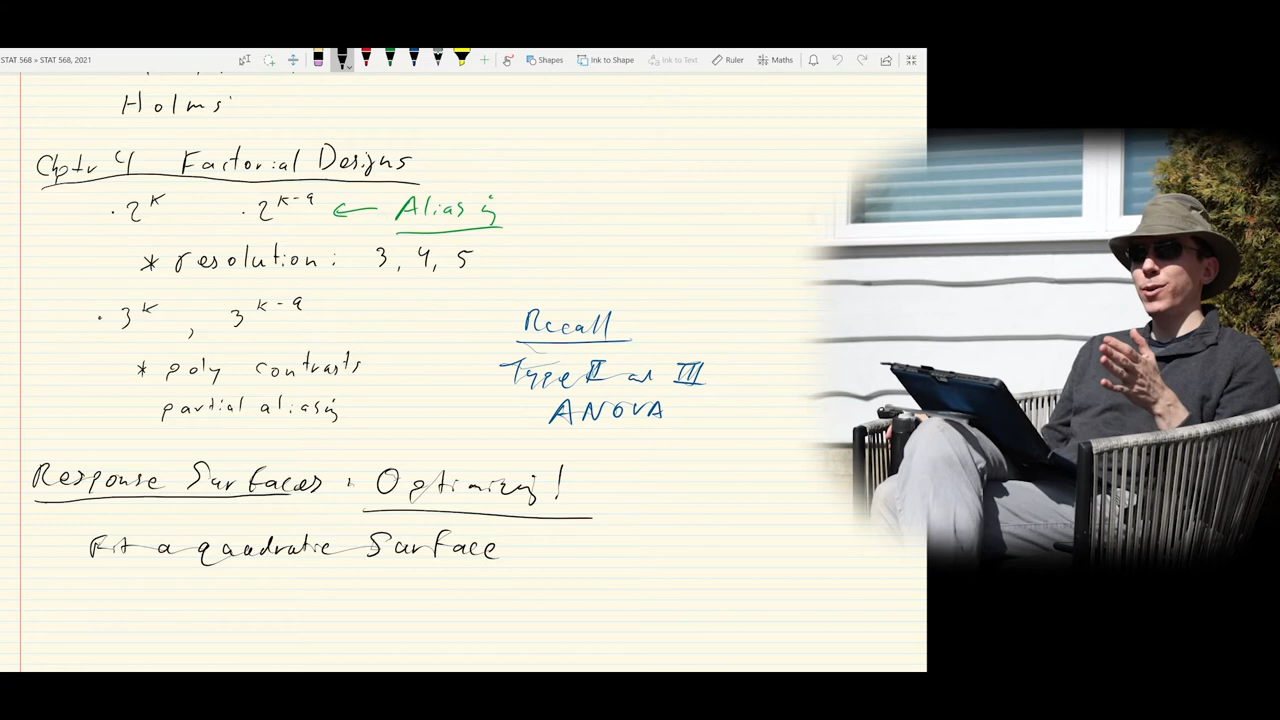 STAT 568 » STAT 568, 2021
Shapes Ink to Shape Ink to Text Ruler Maths
Holms
Chptr 4 Factorial Designs
· 2^k · 2^k-q ← Aliasing
* resolution: 3, 4, 5
· 3^k , 3^k-q
* poly contrasts
partial aliasing
Recall
Type II or III
ANOVA
Response Surfaces : Optimizing!
Fit a quadratic Surface